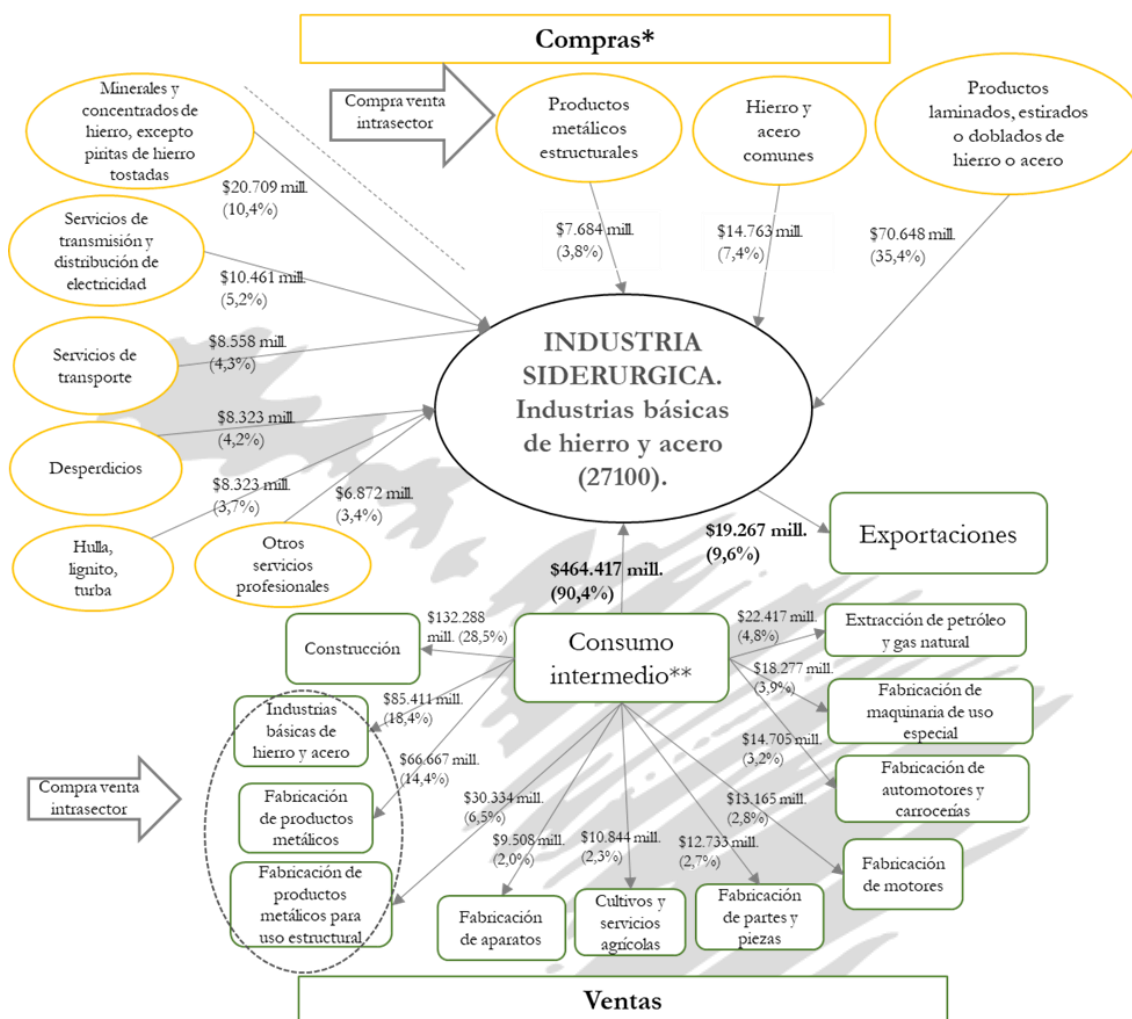 Compras*
Minerales y
concentrados de
hierro, excepto
piritas de hierro
tostadas
Compra venta
intrasector
Productos
metálicos
estructurales
Hierro y
acero
comunes
Productos
laminados, estirados
o doblados de
hierro o acero
$20.709 mill.
(10,4%)
$7.684 mill.
(3,8%)
$14.763 mill.
(7,4%)
$70.648 mill.
(35,4%)
Servicios de
transmisión y
distribución de
electricidad
$10.461 mill.
(5,2%)
Servicios de
transporte
$8.558 mill.
(4,3%)
INDUSTRIA
SIDERURGICA.
Industrias básicas
de hierro y acero
(27100).
Desperdicios
$8.323 mill.
(4,2%)
Hulla,
lignito,
turba
$8.323 mill.
(3,7%)
Otros
servicios
profesionales
$6.872 mill.
(3,4%)
$19.267 mill.
(9,6%)
Exportaciones
$464.417 mill.
(90,4%)
Consumo
intermedio**
$132.288
mill. (28,5%)
Construcción
$22.417 mill.
(4,8%)
Extracción de petróleo
y gas natural
$85.411 mill.
(18,4%)
Industrias
básicas de
hierro y acero
$18.277 mill.
(3,9%)
Fabricación de
maquinaria de uso
especial
Compra venta
intrasector
$66.667 mill.
(14,4%)
Fabricación
de productos
metálicos
$14.705 mill.
(3,2%)
Fabricación de
automotores y
carrocerías
$30.334 mill.
(6,5%)
Fabricación de
productos
metálicos para
uso estructural
$9.508 mill.
(2,0%)
Fabricación
de aparatos
$10.844 mill.
(2,3%)
Cultivos y
servicios
agrícolas
$12.733 mill.
(2,7%)
Fabricación
de partes y
piezas
$13.165 mill.
(2,8%)
Fabricación
de motores
Ventas